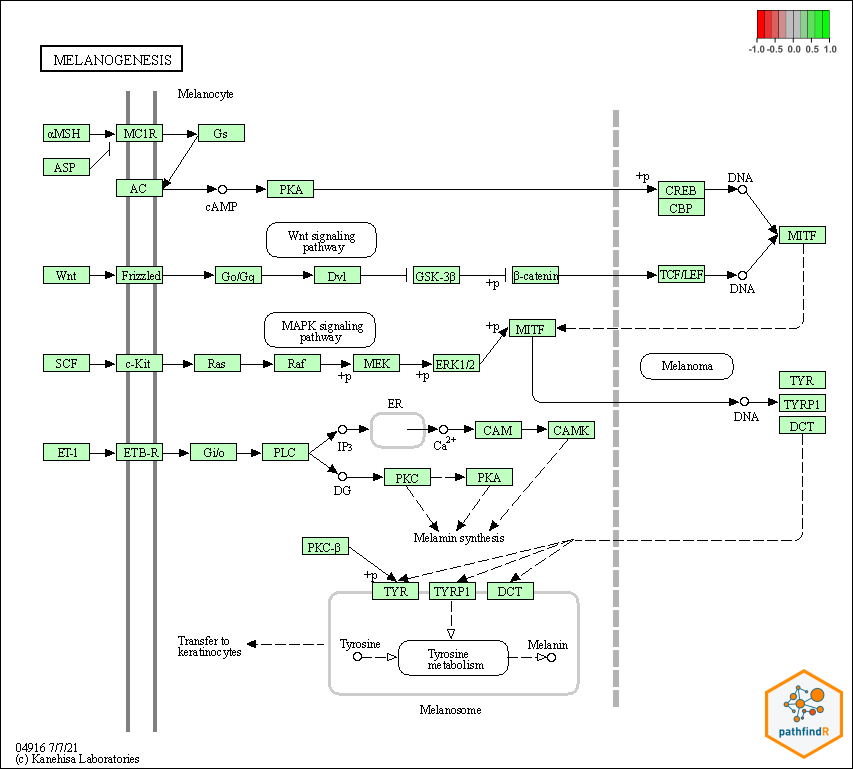 -1.0 -0.5 0.0 0.5 1.0
MELANOGENESIS
Melanocyte
αMSH MC1R Gs
ASP
AC cAMP PKA +p CREB DNA
CBP
MITF
Wnt signaling
pathway
Wnt Frizzled Go/Gq Dvl GSK-3β +p β-catenin TCF/LEF DNA
MAPK signaling
pathway
+p MITF
SCF c-Kit Ras Raf +p MEK +p ERK1/2
Melanoma
TYR
DNA TYRP1
DCT
ER
ET-1 ETB-R Gi/o PLC IP3 Ca2+ CAM CAMK
DG PKC PKA
Melamin synthesis
PKC-β
+p
TYR TYRP1 DCT
Transfer to
keratinocytes
Tyrosine
Tyrosine
metabolism
Melanin
Melanosome
pathfindR
04916 7/7/21
(c) Kanehisa Laboratories